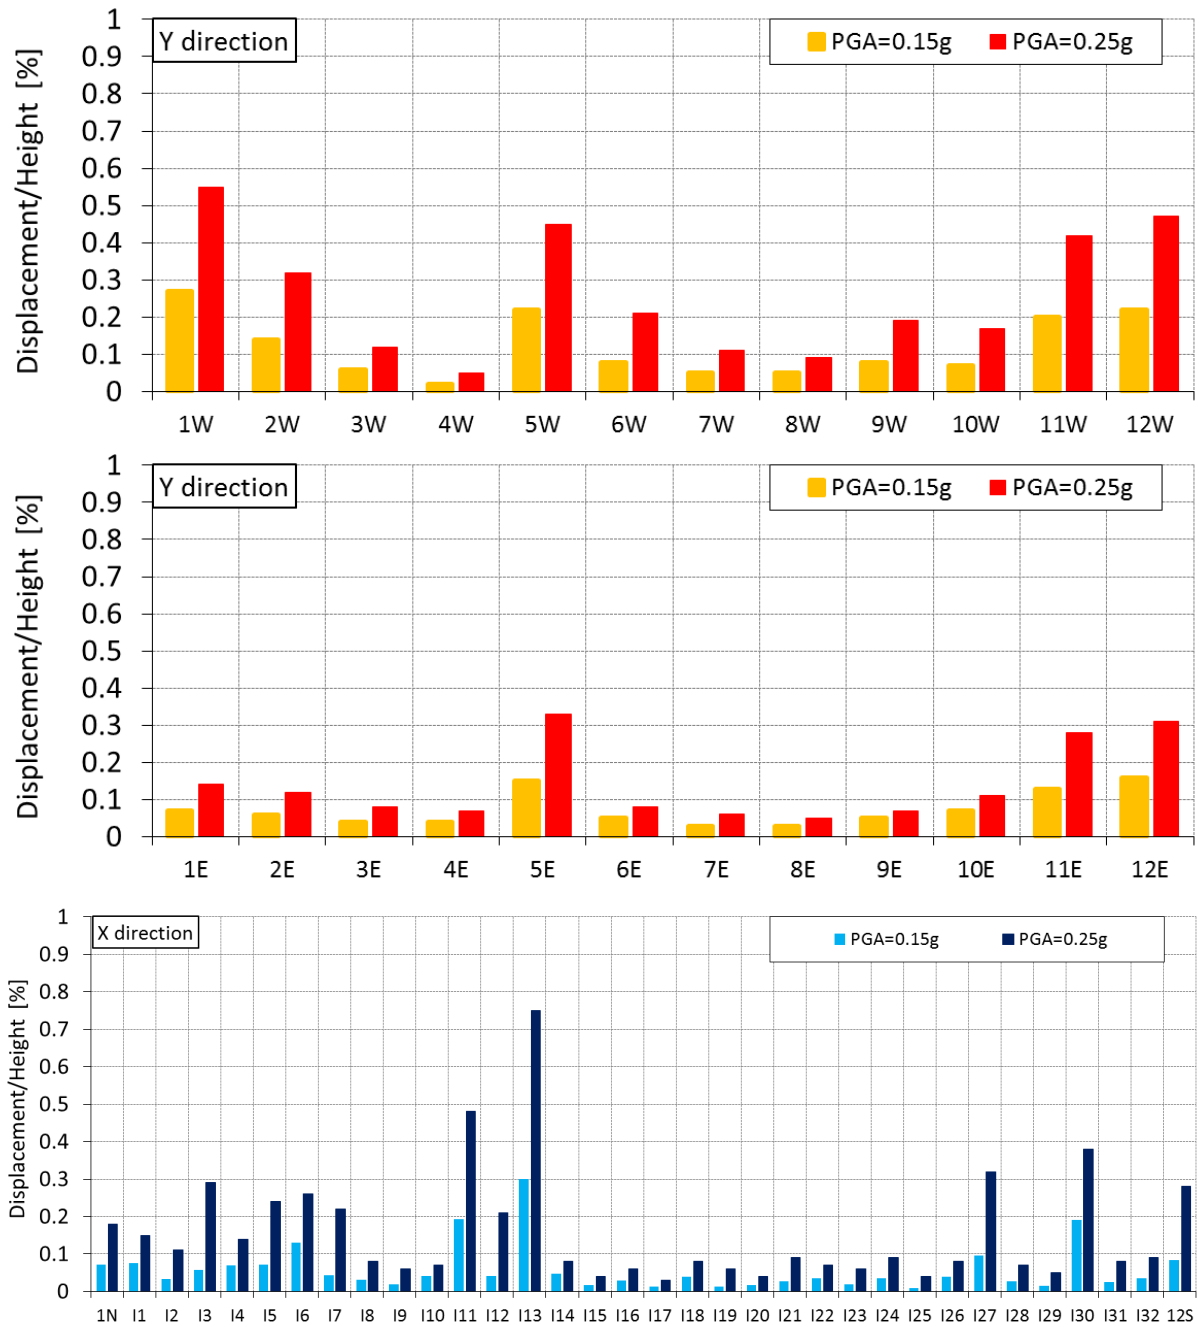 Displacement/Height [%]
1
0.9
0.8
0.7
0.6
0.5
0.4
0.3
0.2
0.1
0
Y direction
PGA=0.15g PGA=0.25g
1W 2W 3W 4W 5W 6W 7W 8W 9W 10W 11W 12W
Displacement/Height [%]
1
0.9
0.8
0.7
0.6
0.5
0.4
0.3
0.2
0.1
0
Y direction
PGA=0.15g PGA=0.25g
1E 2E 3E 4E 5E 6E 7E 8E 9E 10E 11E 12E
Displacement/Height [%]
1
0.9
0.8
0.7
0.6
0.5
0.4
0.3
0.2
0.1
0
X direction
PGA=0.15g PGA=0.25g
1N I1 I2 I3 I4 I5 I6 I7 I8 I9 I10 I11 I12 I13 I14 I15 I16 I17 I18 I19 I20 I21 I22 I23 I24 I25 I26 I27 I28 I29 I30 I31 I32 12S